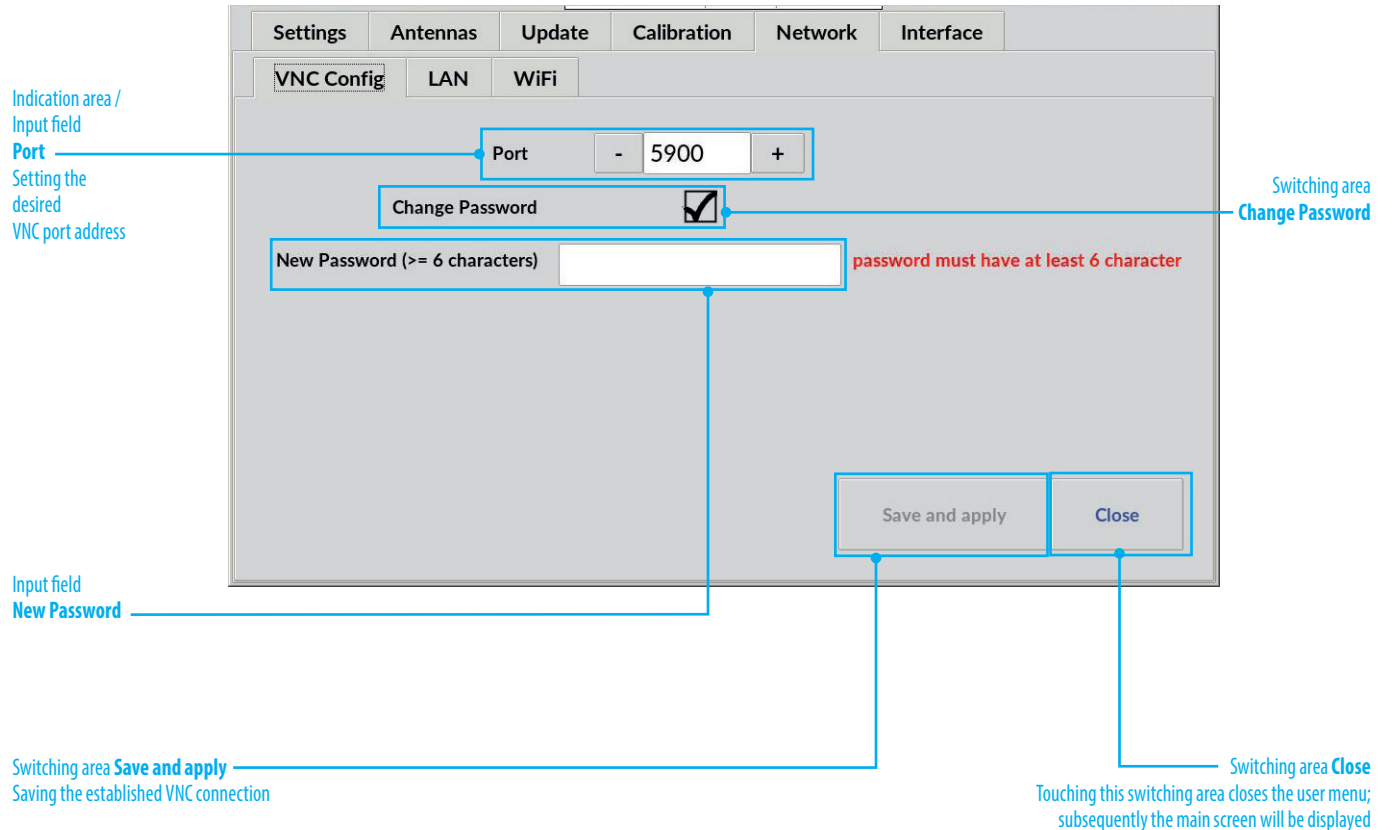 Settings Antennas Update Calibration Network Interface
VNC Config LAN WiFi
Indication area /
Input field
Port
Setting the
desired
VNC port address
Port - 5900 +
Change Password
Switching area
Change Password
New Password (>= 6 characters) password must have at least 6 character
Save and apply Close
Input field
New Password
Switching area Save and apply
Saving the established VNC connection
Switching area Close
Touching this switching area closes the user menu;
subsequently the main screen will be displayed